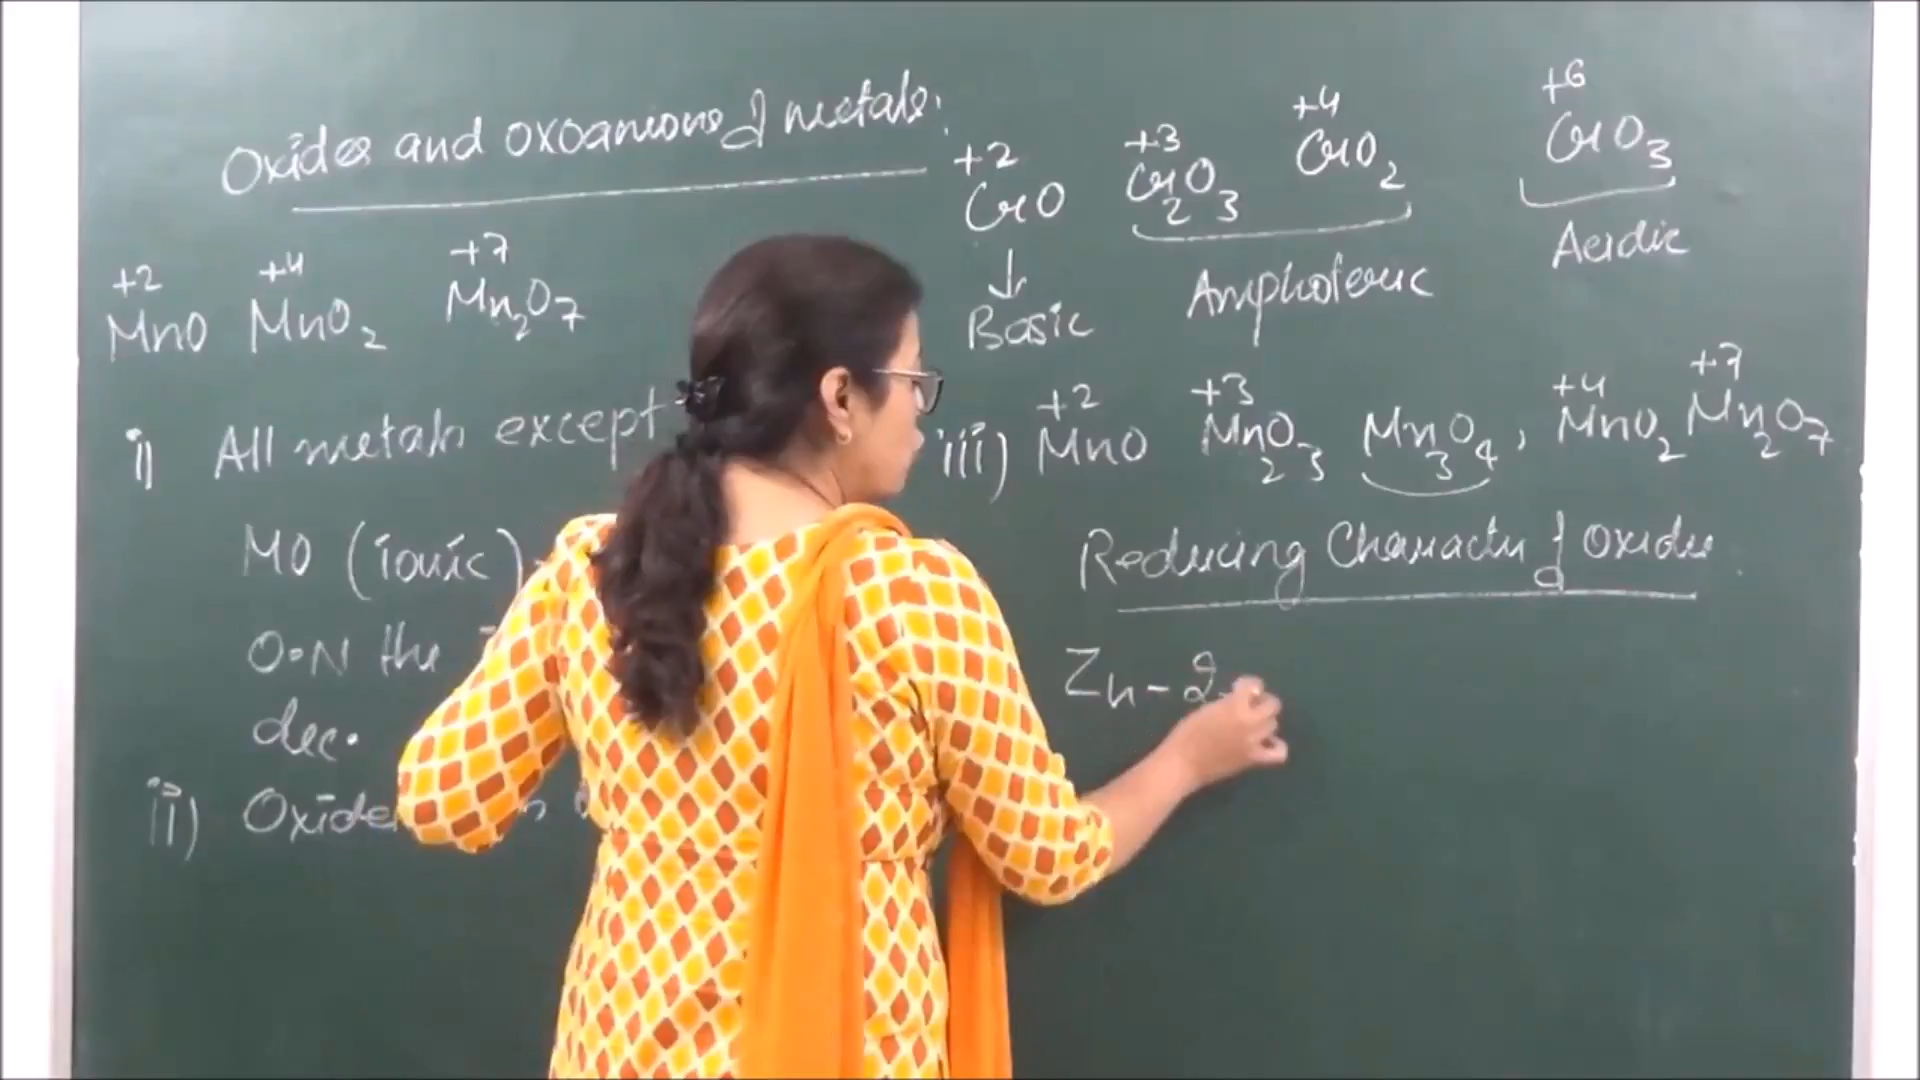 Oxides and oxoanions of metals:
+2 +4 +7
MnO MnO2 Mn2O7
i) All metals except
MO (ionic)
O.N the
dec.
ii) Oxide
+2 +3 +4 +6
CrO Cr2O3 CrO2 CrO3
↓ Amphoteric Acidic
Basic
+2 +3 +4 +7
iii) MnO Mn2O3 Mn3O4, MnO2 Mn2O7
Reducing Character of Oxides
Zn - 2